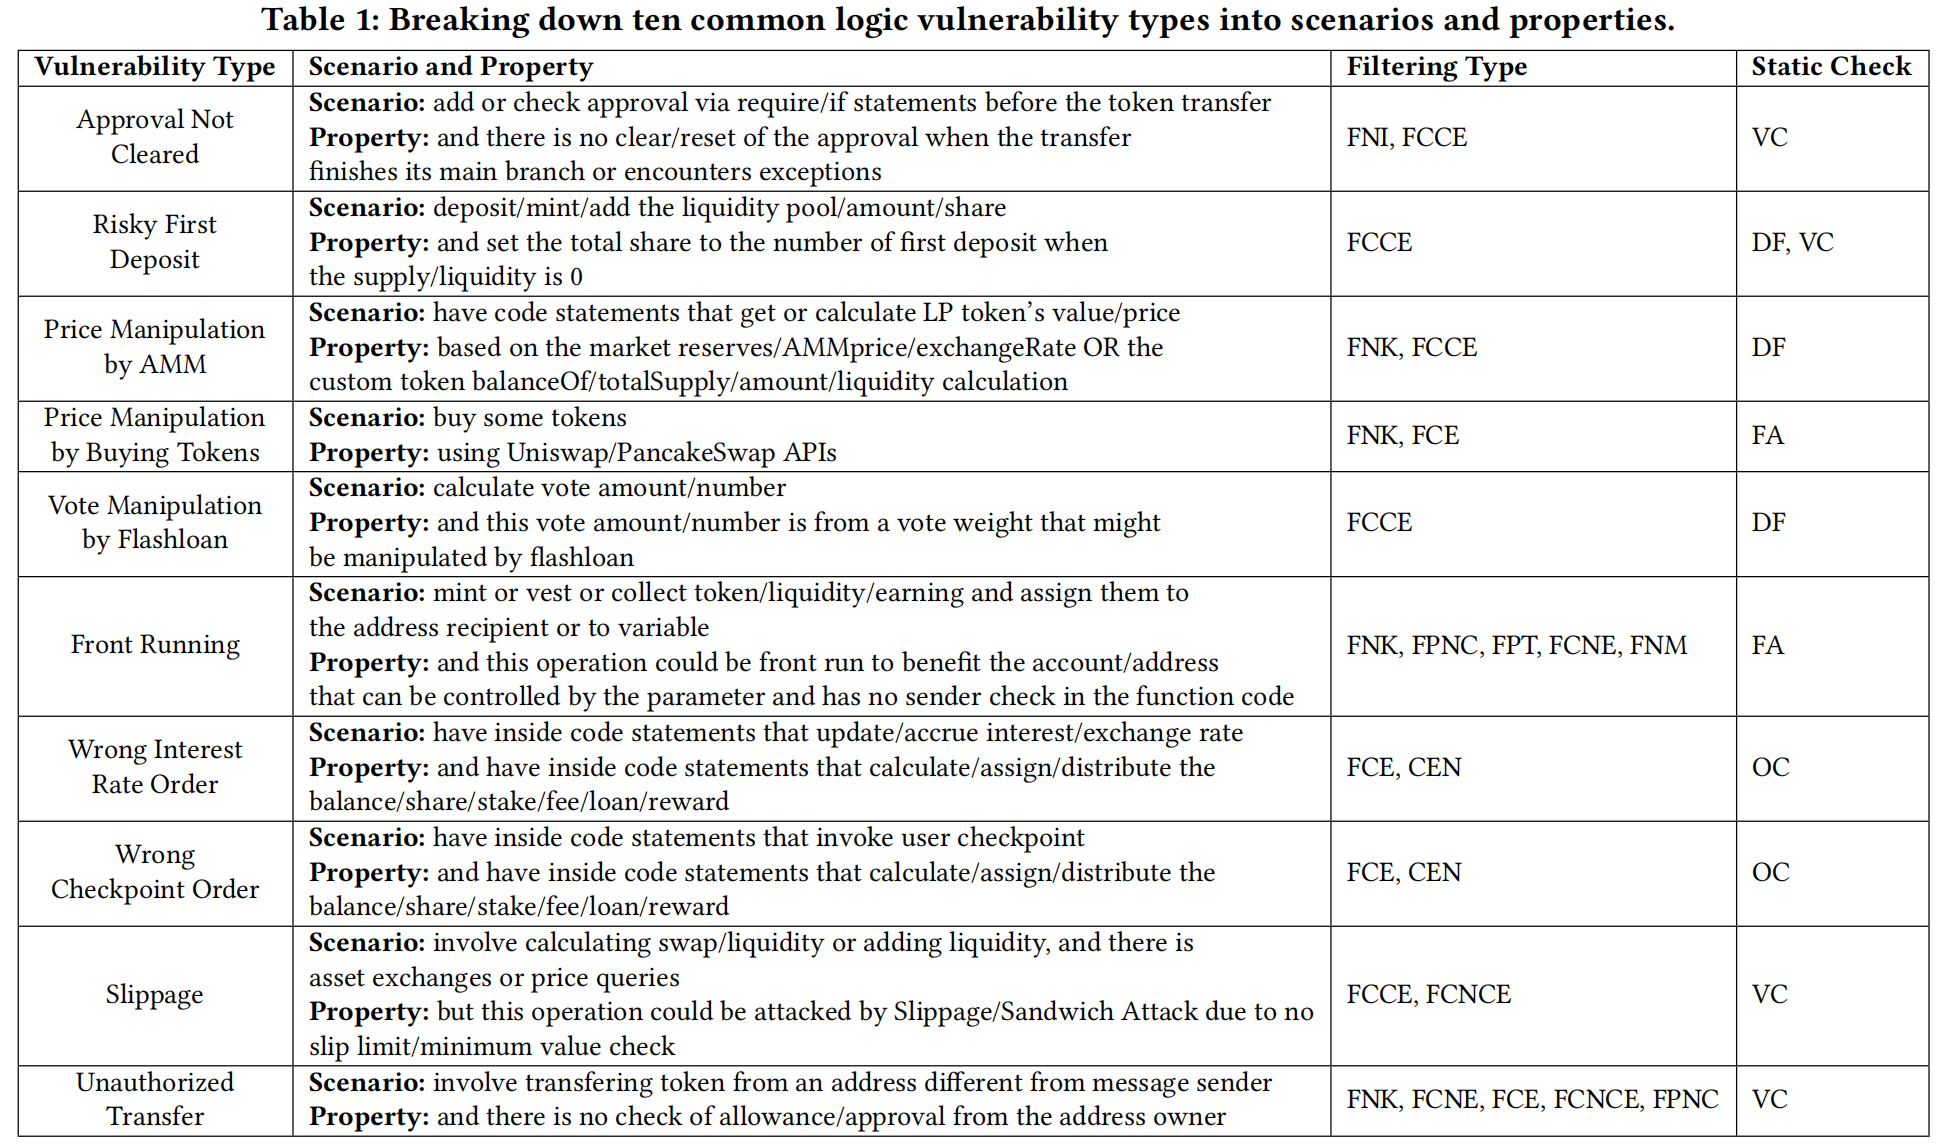 Table 1: Breaking down ten common logic vulnerability types into scenarios and properties.
Vulnerability Type Scenario and Property Filtering Type Static Check
Approval Not
Cleared
Scenario: add or check approval via require/if statements before the token transfer
Property: and there is no clear/reset of the approval when the transfer
finishes its main branch or encounters exceptions
FNI, FCCE
VC
Risky First
Deposit
Scenario: deposit/mint/add the liquidity pool/amount/share
Property: and set the total share to the number of first deposit when
the supply/liquidity is 0
FCCE
DF, VC
Price Manipulation
by AMM
Scenario: have code statements that get or calculate LP token's value/price
Property: based on the market reserves/AMMprice/exchangeRate OR the
custom token balanceOf/totalSupply/amount/liquidity calculation
FNK, FCCE
DF
Price Manipulation
by Buying Tokens
Scenario: buy some tokens
Property: using Uniswap/PancakeSwap APIs
FNK, FCE
FA
Vote Manipulation
by Flashloan
Scenario: calculate vote amount/number
Property: and this vote amount/number is from a vote weight that might
be manipulated by flashloan
FCCE
DF
Front Running
Scenario: mint or vest or collect token/liquidity/earning and assign them to
the address recipient or to variable
Property: and this operation could be front run to benefit the account/address
that can be controlled by the parameter and has no sender check in the function code
FNK, FPNC, FPT, FCNE, FNM
FA
Wrong Interest
Rate Order
Scenario: have inside code statements that update/accrue interest/exchange rate
Property: and have inside code statements that calculate/assign/distribute the
balance/share/stake/fee/loan/reward
FCE, CEN
OC
Wrong
Checkpoint Order
Scenario: have inside code statements that invoke user checkpoint
Property: and have inside code statements that calculate/assign/distribute the
balance/share/stake/fee/loan/reward
FCE, CEN
OC
Slippage
Scenario: involve calculating swap/liquidity or adding liquidity, and there is
asset exchanges or price queries
Property: but this operation could be attacked by Slippage/Sandwich Attack due to no
slip limit/minimum value check
FCCE, FCNCE
VC
Unauthorized
Transfer
Scenario: involve transfering token from an address different from message sender
Property: and there is no check of allowance/approval from the address owner
FNK, FCNE, FCE, FCNCE, FPNC
VC